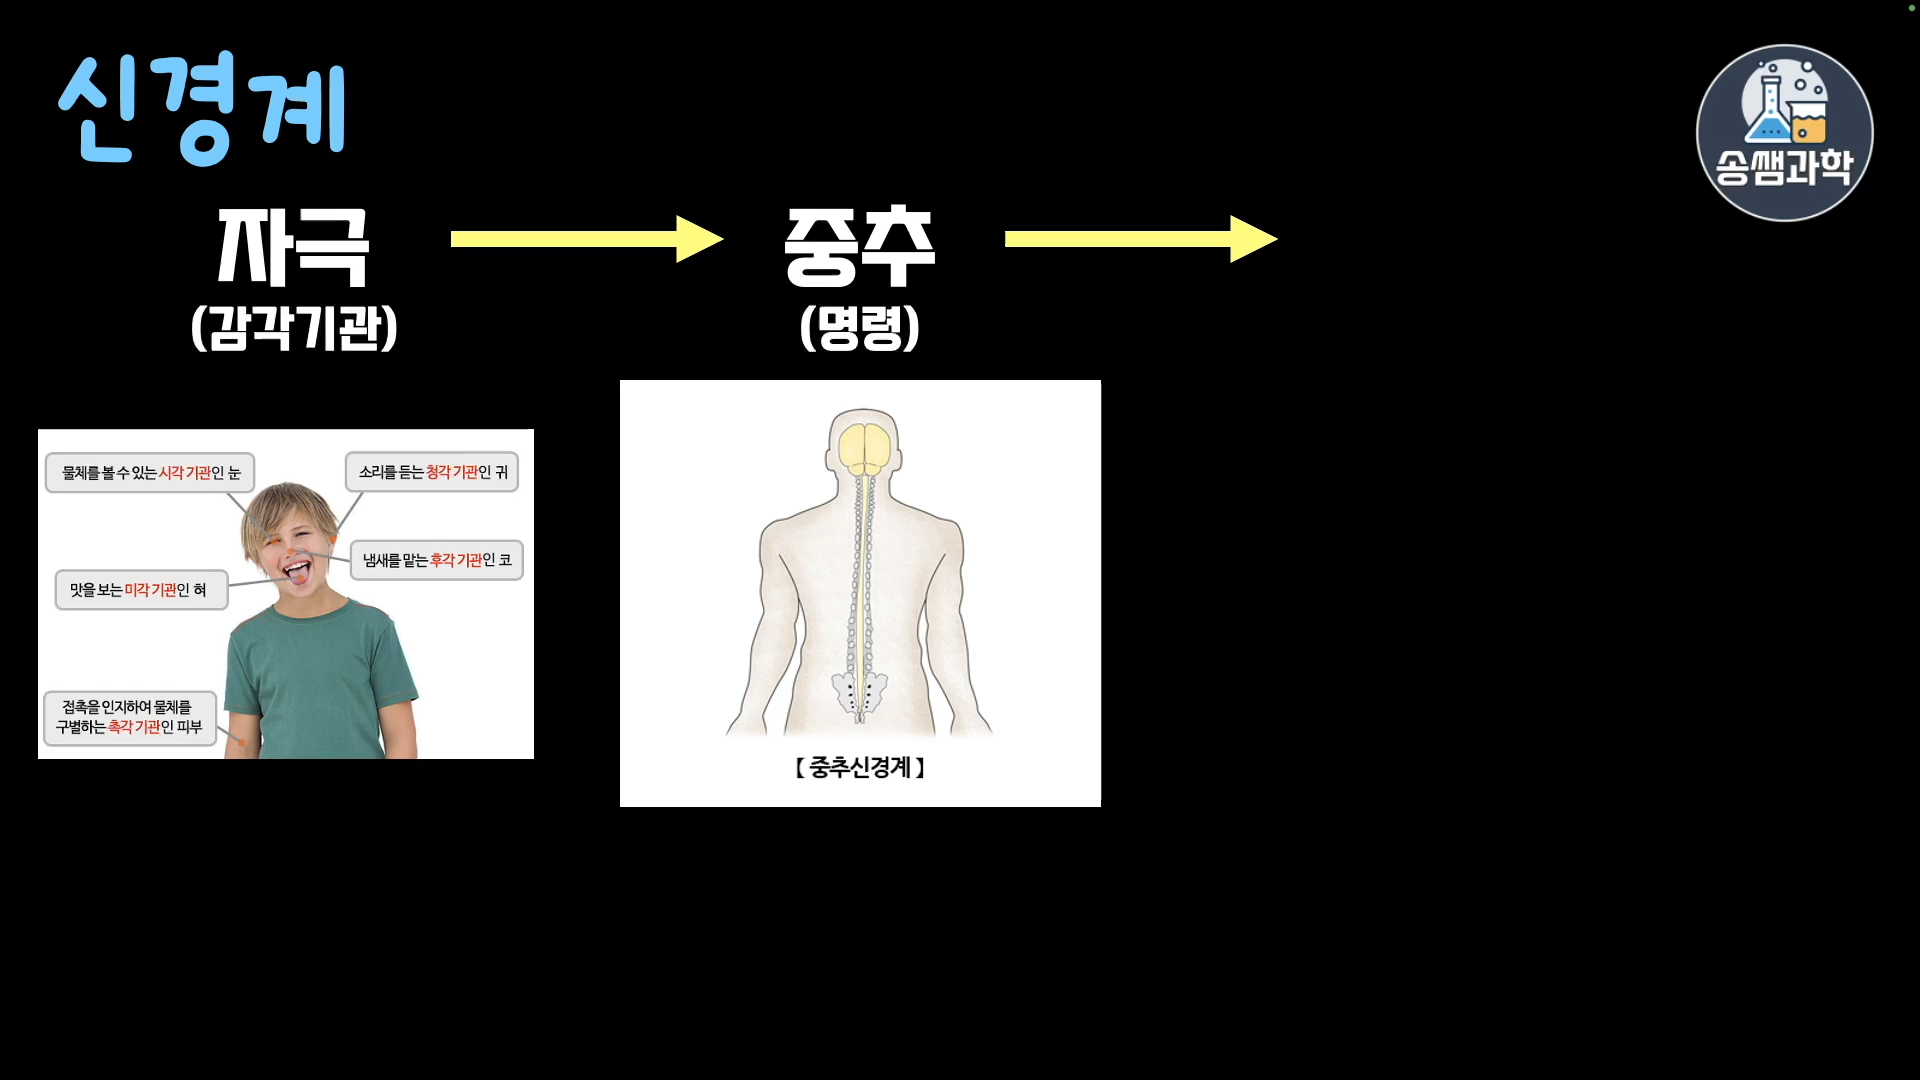 신경계
송쌤과학
자극
(감각기관)
중추
(명령)
물체를 볼 수 있는 시각 기관인 눈
소리를 듣는 청각 기관인 귀
냄새를 맡는 후각 기관인 코
맛을 보는 미각 기관인 혀
접촉을 인지하여 물체를
구별하는 촉각 기관인 피부
【 중추신경계 】